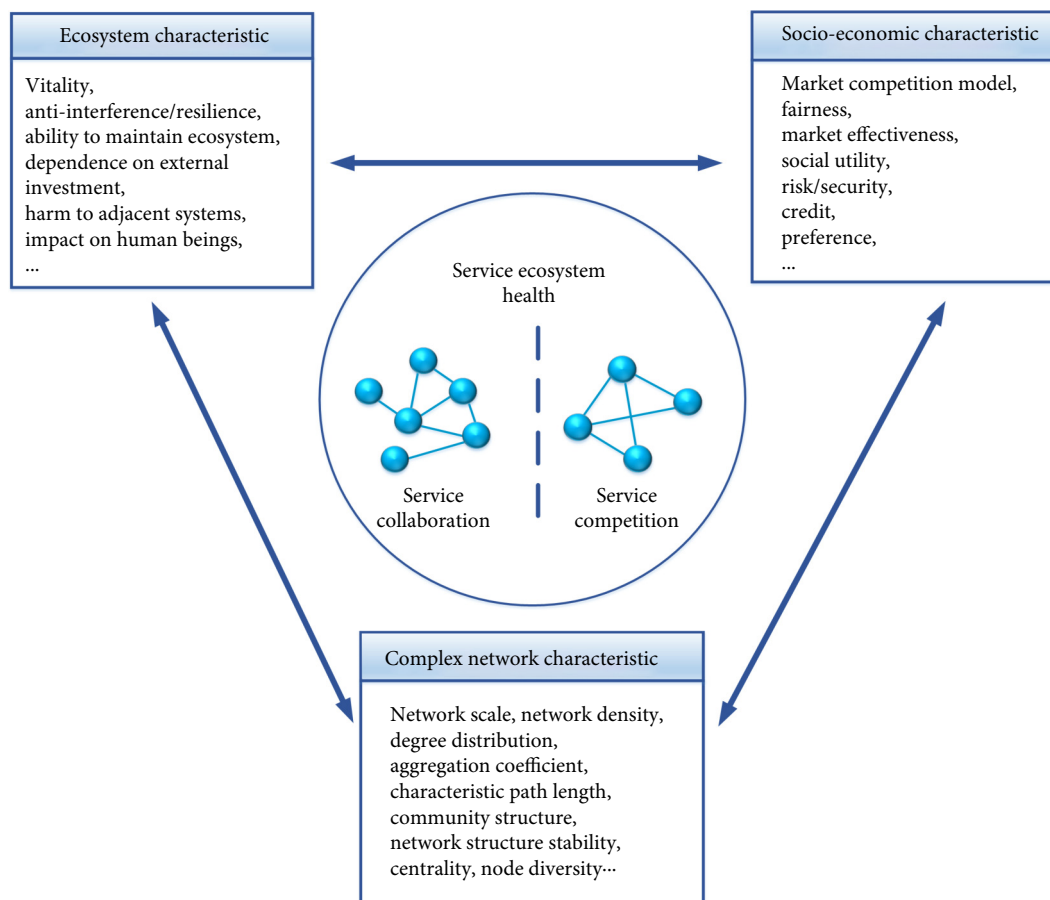 Ecosystem characteristic
Vitality,
anti-interference/resilience,
ability to maintain ecosystem,
dependence on external
investment,
harm to adjacent systems,
impact on human beings,
...
Socio-economic characteristic
Market competition model,
fairness,
market effectiveness,
social utility,
risk/security,
credit,
preference,
...
Service ecosystem
health
Service
collaboration
Service
competition
Complex network characteristic
Network scale, network density,
degree distribution,
aggregation coefficient,
characteristic path length,
community structure,
network structure stability,
centrality, node diversity···